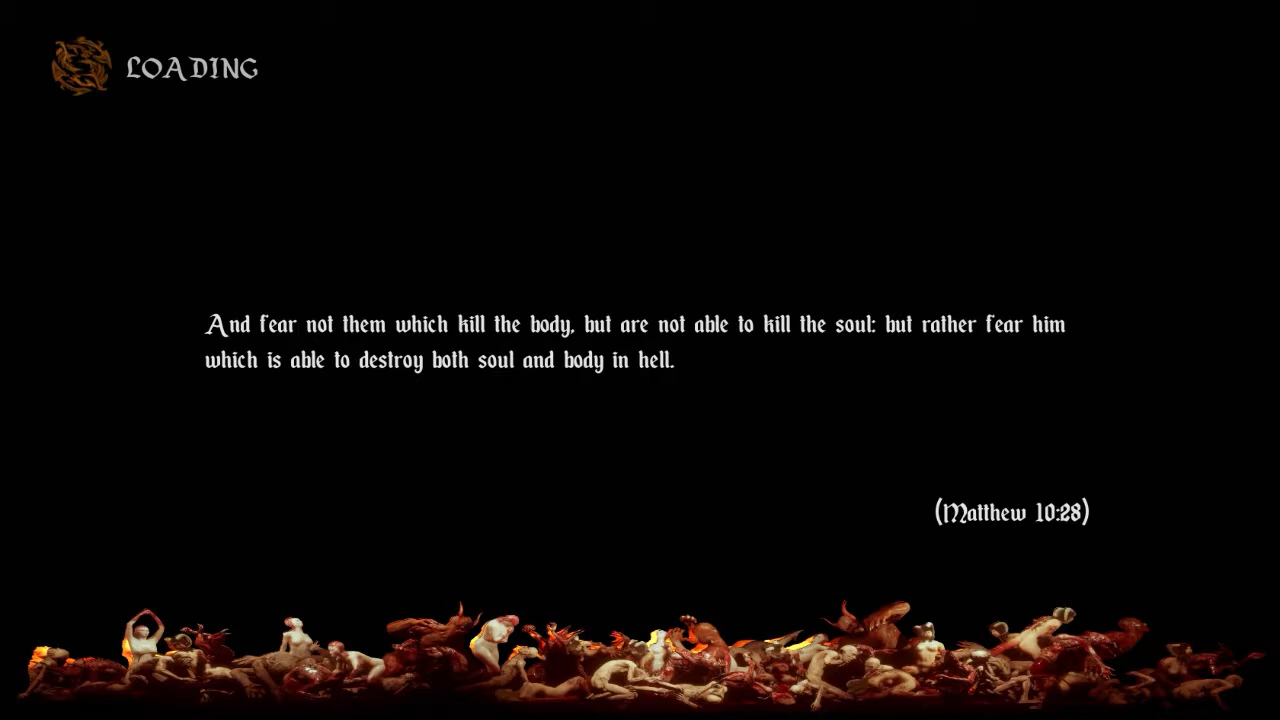 LOADING
And fear not them which kill the body, but are not able to kill the soul: but rather fear him
which is able to destroy both soul and body in hell.
(Matthew 10:28)